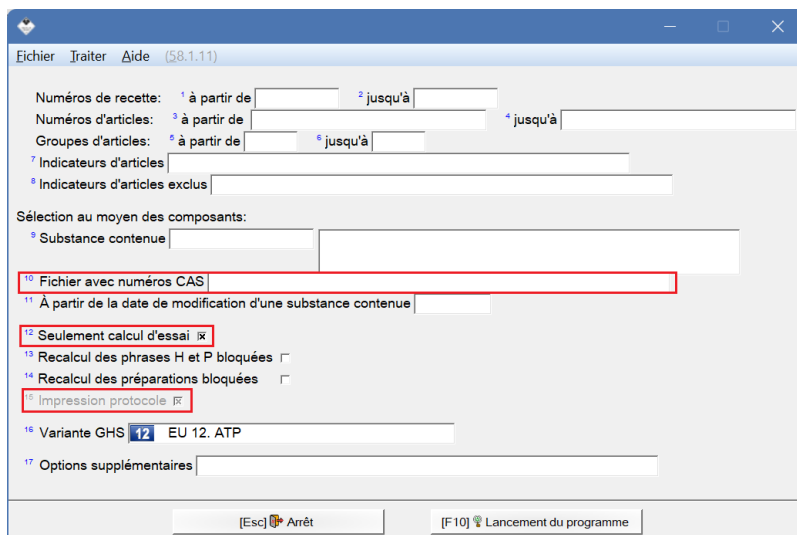 Fichier Traiter Aide (58.1.11)
Numéros de recette: 1 à partir de 2 jusqu'à
Numéros d'articles: 3 à partir de 4 jusqu'à
Groupes d'articles: 5 à partir de 6 jusqu'à
7 Indicateurs d'articles
8 Indicateurs d'articles exclus
Sélection au moyen des composants:
9 Substance contenue
10 Fichier avec numéros CAS
11 À partir de la date de modification d'une substance contenue
12 Seulement calcul d'essai
13 Recalcul des phrases H et P bloquées
14 Recalcul des préparations bloquées
15 Impression protocole
16 Variante GHS 12 EU 12. ATP
17 Options supplémentaires
[Esc] Arrêt [F10] Lancement du programme